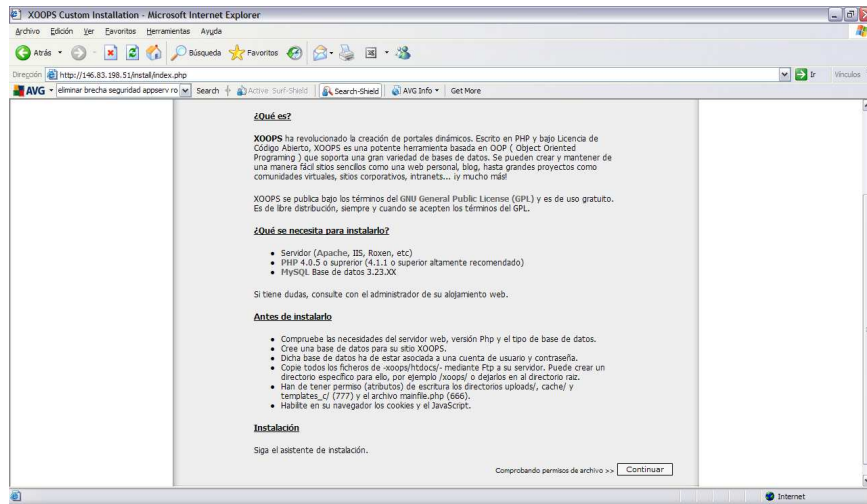 XOOPS Custom Installation - Microsoft Internet Explorer
Archivo Edición Ver Favoritos Herramientas Ayuda
Atrás Búsqueda Favoritos
Dirección http://146.83.198.51/install/index.php Ir Vínculos
AVG eliminar brecha seguridad appserv ro Search Active Surf-Shield Search-Shield AVG Info Get More
¿Qué es?
XOOPS ha revolucionado la creación de portales dinámicos. Escrito en PHP y bajo Licencia de
Código Abierto, XOOPS es una potente herramienta basada en OOP ( Object Oriented
Programing ) que soporta una gran variedad de bases de datos. Se pueden crear y mantener de
una manera fácil sitios sencillos como una web personal, blog, hasta grandes proyectos como
comunidades virtuales, sitios corporativos, intranets... ¡y mucho más!
XOOPS se publica bajo los términos del GNU General Public License (GPL) y es de uso gratuito.
Es de libre distribución, siempre y cuando se acepten los términos del GPL.
¿Qué se necesita para instalarlo?
• Servidor (Apache, IIS, Roxen, etc)
• PHP 4.0.5 o suprerior (4.1.1 o superior altamente recomendado)
• MySQL Base de datos 3.23.XX
Si tiene dudas, consulte con el administrador de su alojamiento web.
Antes de instalarlo
• Compruebe las necesidades del servidor web, versión Php y el tipo de base de datos.
• Cree una base de datos para su sitio XOOPS.
• Dicha base de datos ha de estar asociada a una cuenta de usuario y contraseña.
• Copie todos los ficheros de -xoops/htdocs/- mediante Ftp a su servidor. Puede crear un
directorio específico para ello, por ejemplo /xoops/ o dejarlos en al directorio raiz.
• Han de tener permiso (atributos) de escritura los directorios uploads/, cache/ y
templates_c/ (777) y el archivo mainfile.php (666).
• Habilite en su navegador los cookies y el JavaScript.
Instalación
Siga el asistente de instalación.
Comprobando permisos de archivo >> Continuar
Internet